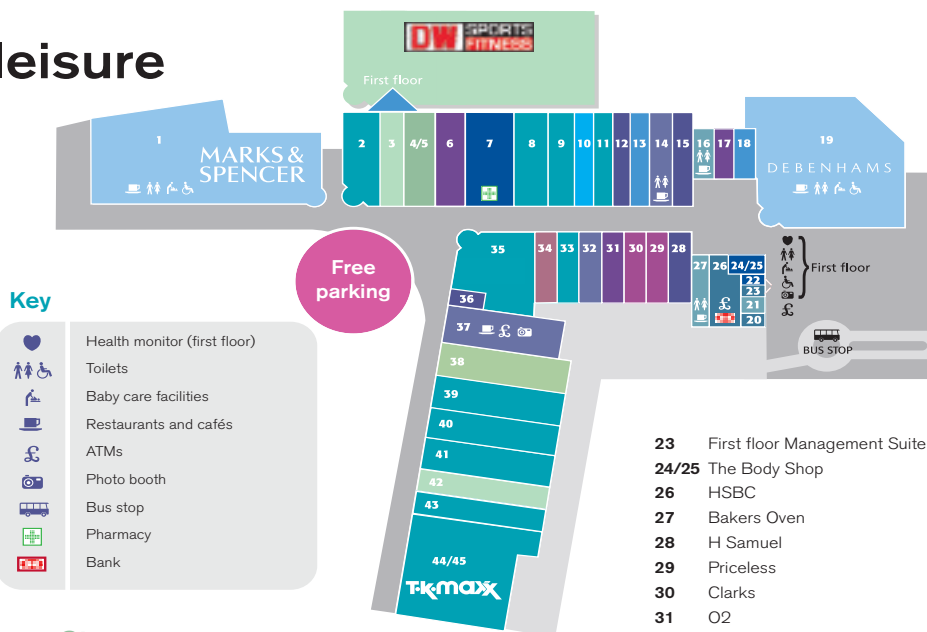 leisure
DW SPORTS
FITNESS
First floor
1
MARKS &
SPENCER
2
3
4/5
6
7
8
9
10
11
12
13
14
15
16
17
18
19
DEBENHAMS
Free
parking
35
34
33
32
31
30
29
28
27
26
24/25
22
23
21
20
£
First floor
£
BUS STOP
36
37
£
38
39
40
41
42
43
44/45
T·K·maxx
Key
Health monitor (first floor)
Toilets
Baby care facilities
Restaurants and cafés
£ ATMs
Photo booth
Bus stop
Pharmacy
Bank
23 First floor Management Suite
24/25 The Body Shop
26 HSBC
27 Bakers Oven
28 H Samuel
29 Priceless
30 Clarks
31 O2